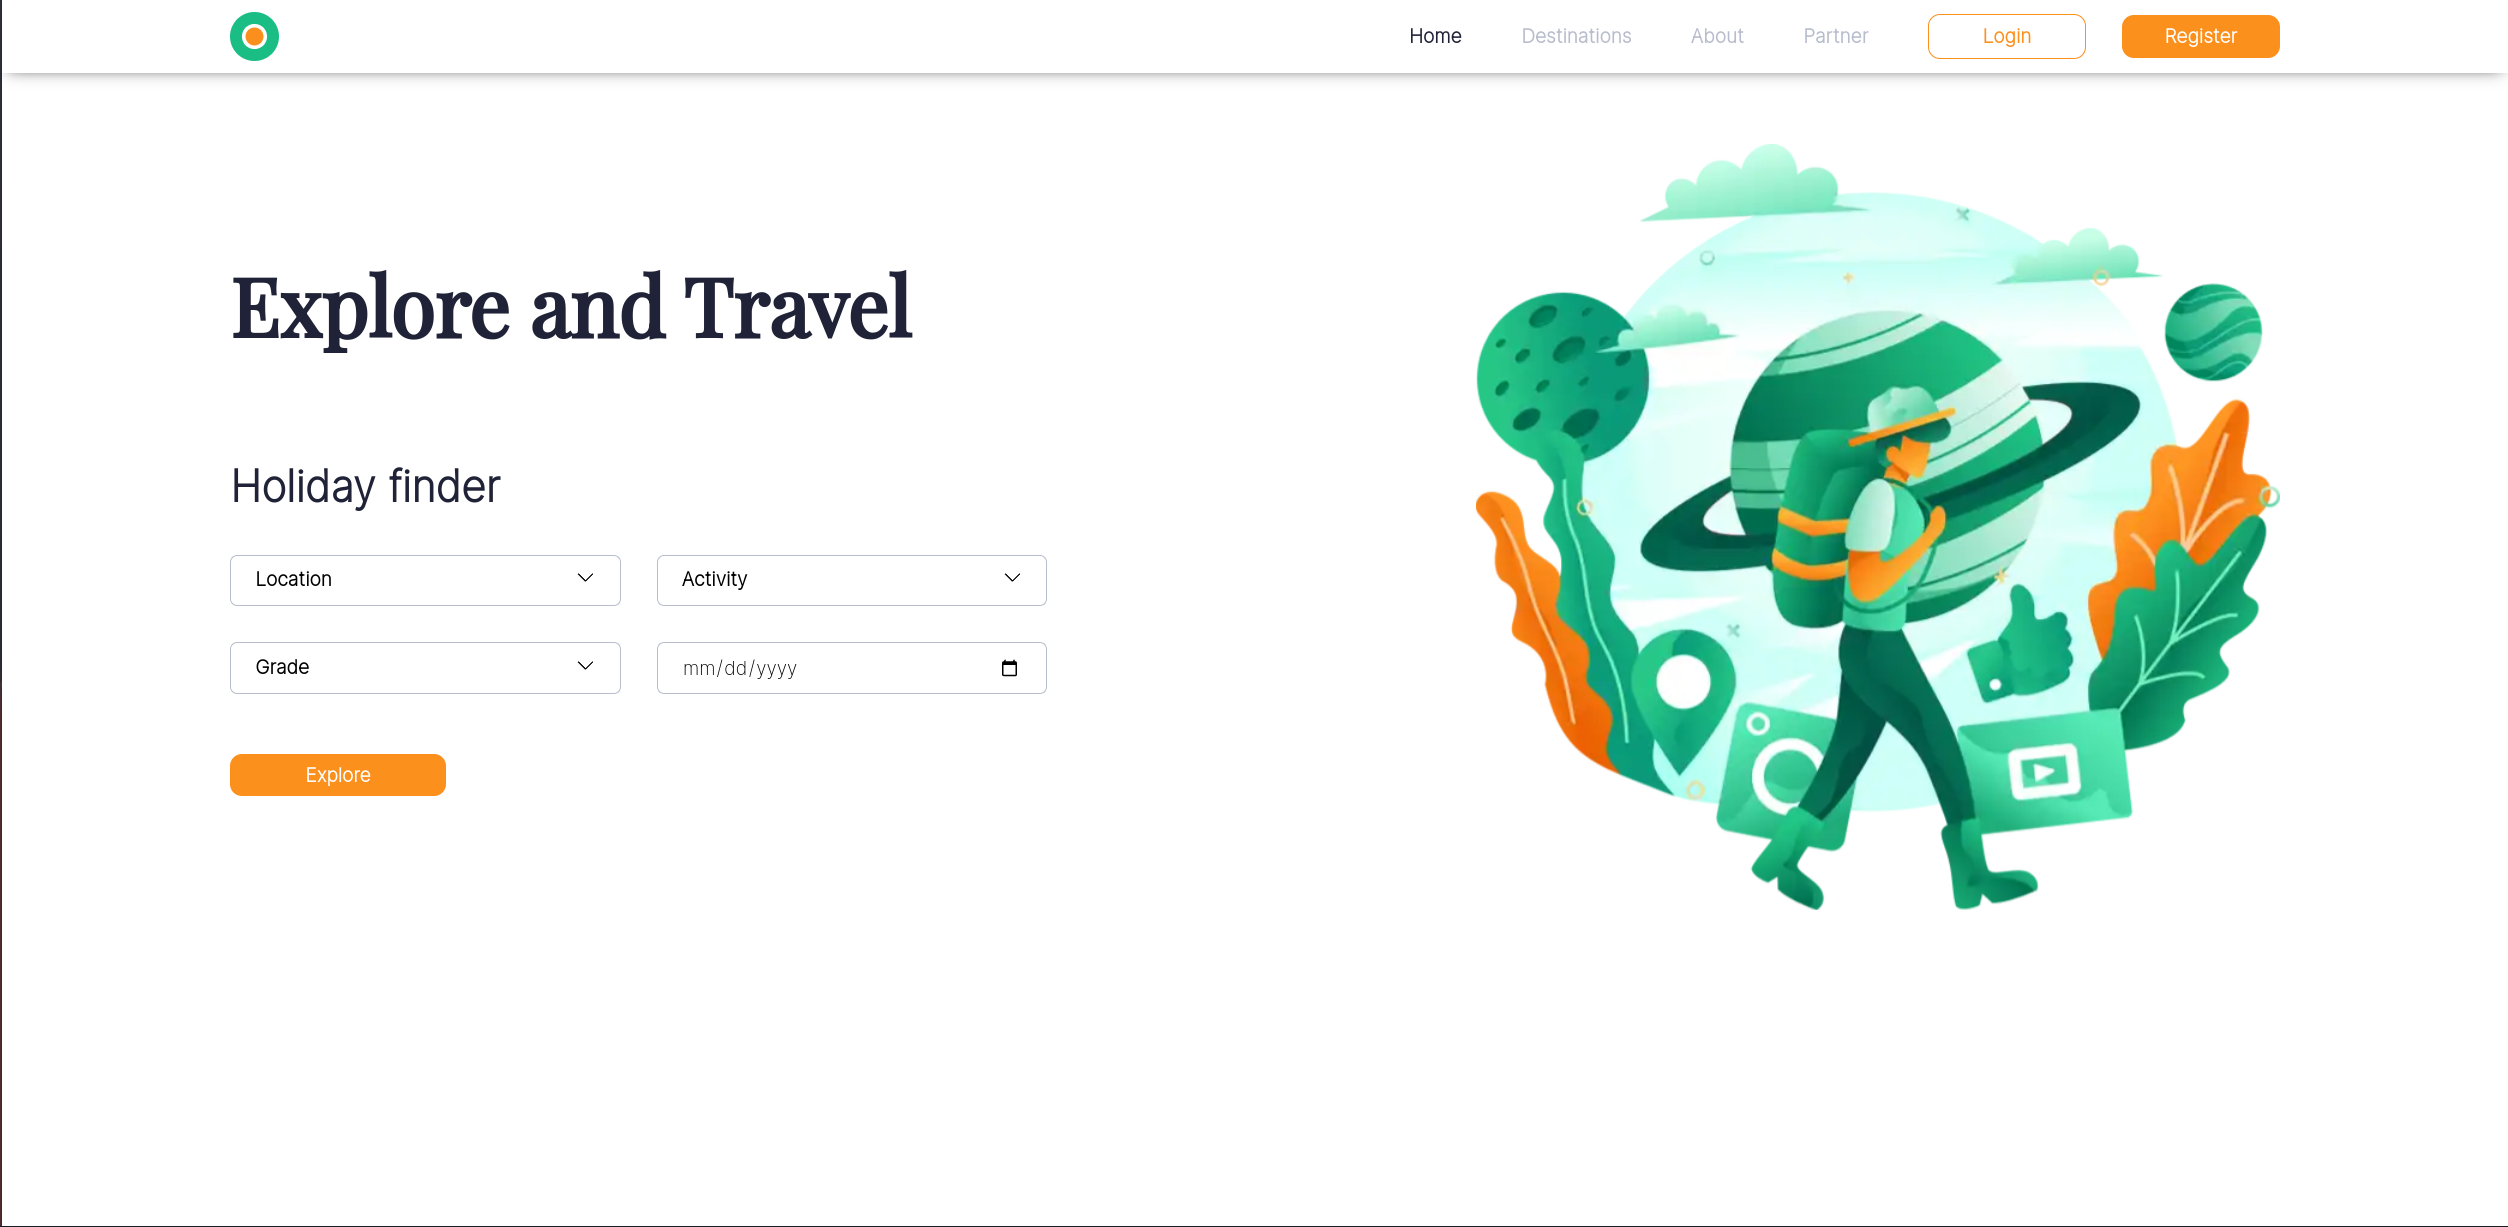 Home Destinations About Partner Login Register
Explore and Travel
Holiday finder
Location Activity
Grade mm/dd/yyyy
Explore